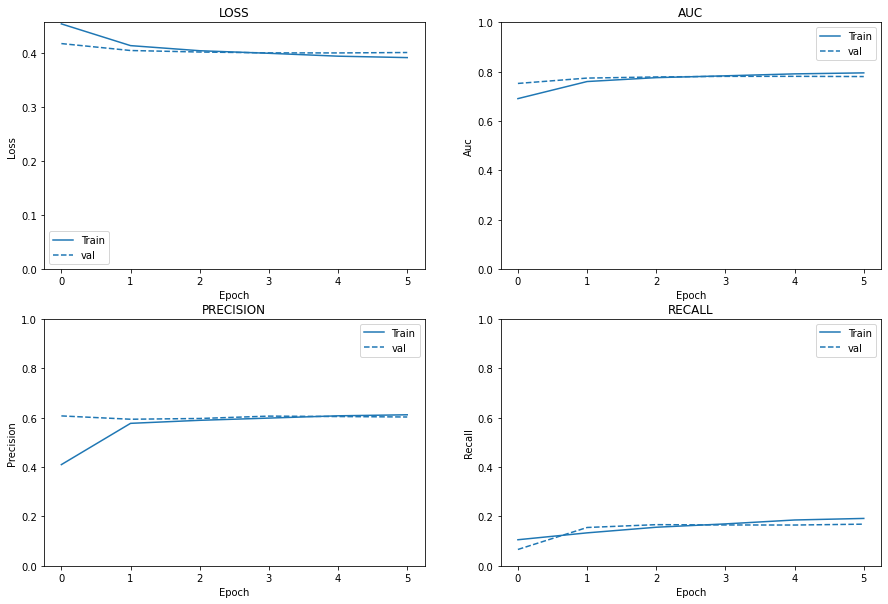 LOSS
Loss
0.4
0.3
0.2
0.1
0.0
Train
val
0 1 2 3 4 5
Epoch
AUC
Auc
1.0
0.8
0.6
0.4
0.2
0.0
Train
val
0 1 2 3 4 5
Epoch
PRECISION
Precision
1.0
0.8
0.6
0.4
0.2
0.0
Train
val
0 1 2 3 4 5
Epoch
RECALL
Recall
1.0
0.8
0.6
0.4
0.2
0.0
Train
val
0 1 2 3 4 5
Epoch